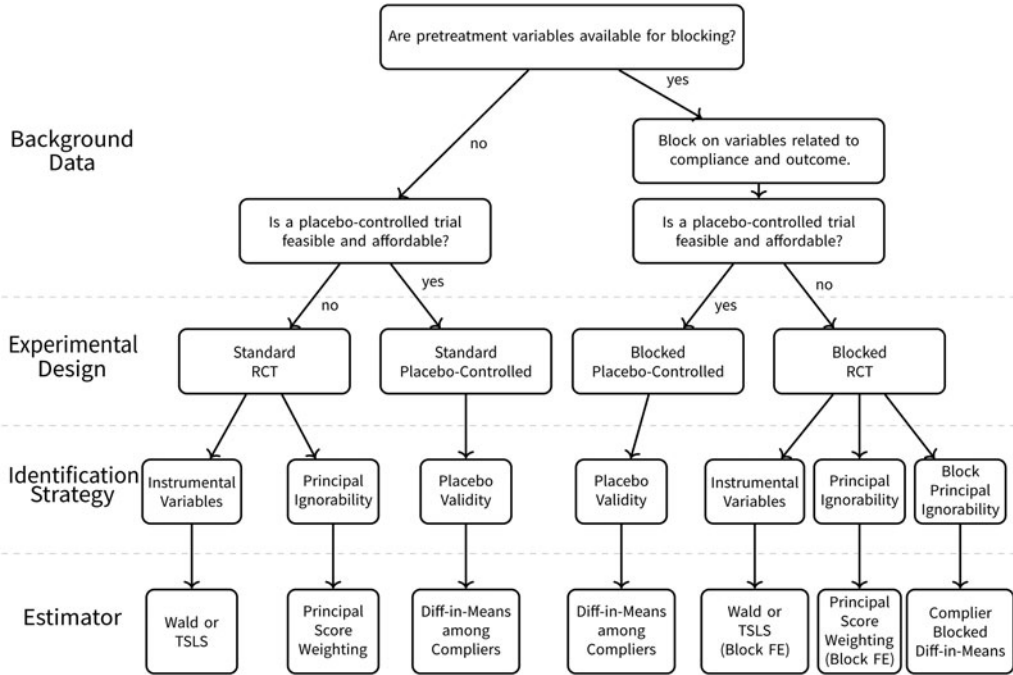 Are pretreatment variables available for blocking?
yes
no
Background
Data
Block on variables related to
compliance and outcome.
Is a placebo-controlled trial
feasible and affordable?
Is a placebo-controlled trial
feasible and affordable?
no
yes
yes
no
Experimental
Design
Standard
RCT
Standard
Placebo-Controlled
Blocked
Placebo-Controlled
Blocked
RCT
Identification
Strategy
Instrumental
Variables
Principal
Ignorability
Placebo
Validity
Placebo
Validity
Instrumental
Variables
Principal
Ignorability
Block
Principal
Ignorability
Estimator
Wald or
TSLS
Principal
Score
Weighting
Diff-in-Means
among
Compliers
Diff-in-Means
among
Compliers
Wald or
TSLS
(Block FE)
Principal
Score
Weighting
(Block FE)
Complier
Blocked
Diff-in-Means